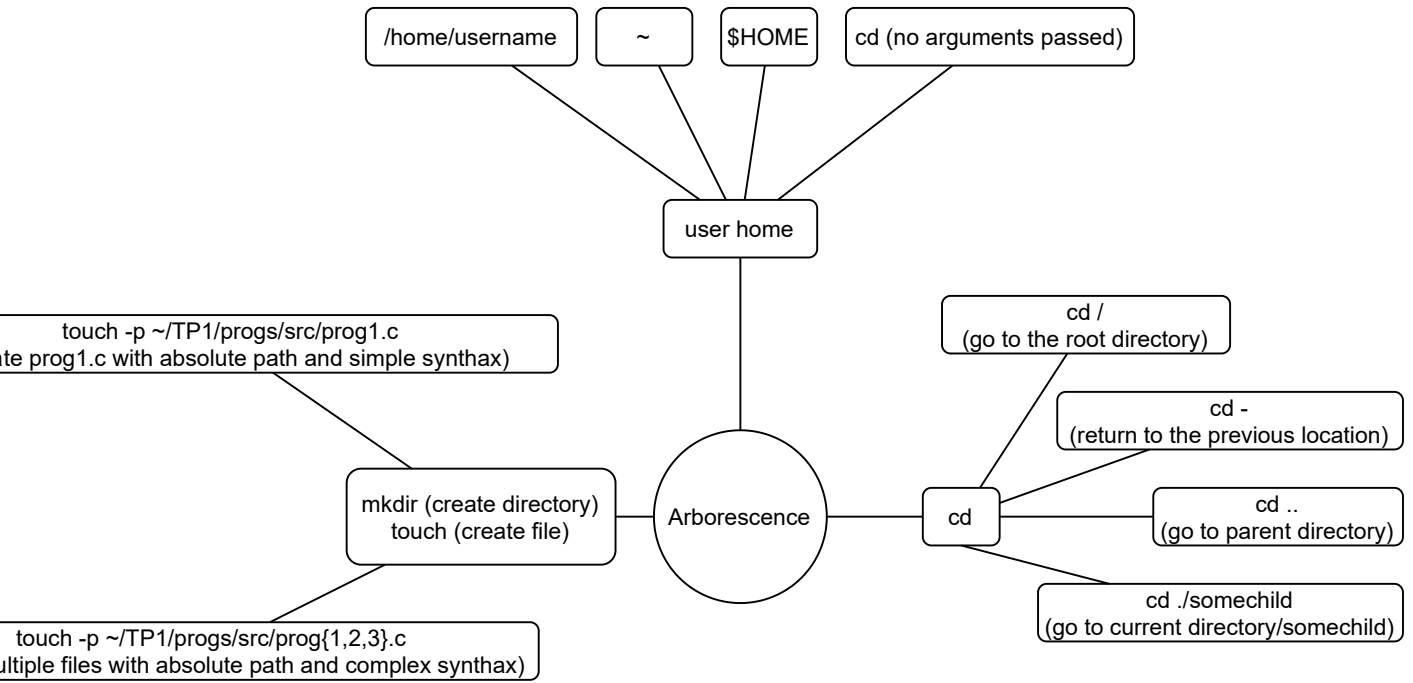 /home/username
~
$HOME
cd (no arguments passed)
user home
touch -p ~/TP1/progs/src/prog1.c
prog1.c with absolute path and simple synthax)
cd /
(go to the root directory)
cd -
(return to the previous location)
mkdir (create directory)
touch (create file)
Arborescence
cd
cd ..
(go to parent directory)
touch -p ~/TP1/progs/src/prog{1,2,3}.c
files with absolute path and complex synthax)
cd ./somechild
(go to current directory/somechild)